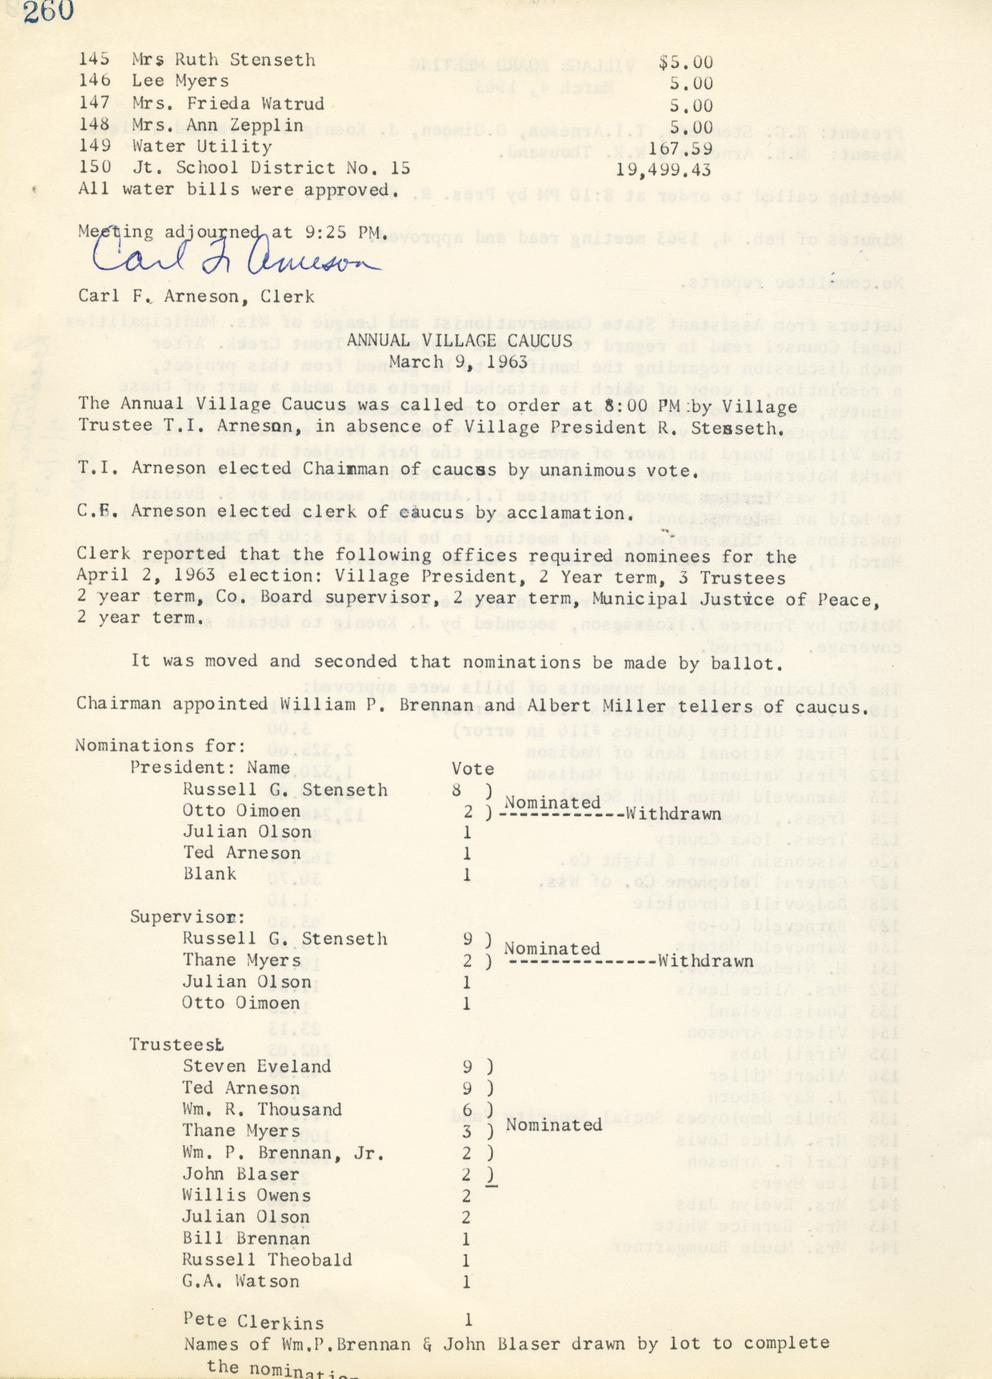 260
145 Mrs Ruth Stenseth $5.00
146 Lee Myers 5.00
147 Mrs. Frieda Watrud 5.00
148 Mrs. Ann Zepplin 5.00
149 Water Utility 167.59
150 Jt. School District No. 15 19,499.43
All water bills were approved.
Meeting adjourned at 9:25 PM.
Carl F. Arneson
Carl F. Arneson, Clerk
ANNUAL VILLAGE CAUCUS
March 9, 1963
The Annual Village Caucus was called to order at 8:00 PM by Village
Trustee T.I. Arneson, in absence of Village President R. Stenseth.
T.I. Arneson elected Chairman of caucus by unanimous vote.
C.F. Arneson elected clerk of caucus by acclamation.
Clerk reported that the following offices required nominees for the
April 2, 1963 election: Village President, 2 Year term, 3 Trustees
2 year term, Co. Board supervisor, 2 year term, Municipal Justice of Peace,
2 year term.
It was moved and seconded that nominations be made by ballot.
Chairman appointed William P. Brennan and Albert Miller tellers of caucus.
Nominations for:
President: Name Vote
Russell G. Stenseth 8 )
Otto Oimoen 2 ) Nominated ------------Withdrawn
Julian Olson 1
Ted Arneson 1
Blank 1
Supervisor:
Russell G. Stenseth 9 )
Thane Myers 2 ) Nominated --------------Withdrawn
Julian Olson 1
Otto Oimoen 1
Trustees:
Steven Eveland 9 )
Ted Arneson 9 )
Wm. R. Thousand 6 )
Thane Myers 3 ) Nominated
Wm. P. Brennan, Jr. 2 )
John Blaser 2 )
Willis Owens 2
Julian Olson 2
Bill Brennan 1
Russell Theobald 1
G.A. Watson 1
Pete Clerkins 1
Names of Wm.P.Brennan & John Blaser drawn by lot to complete
the nomination